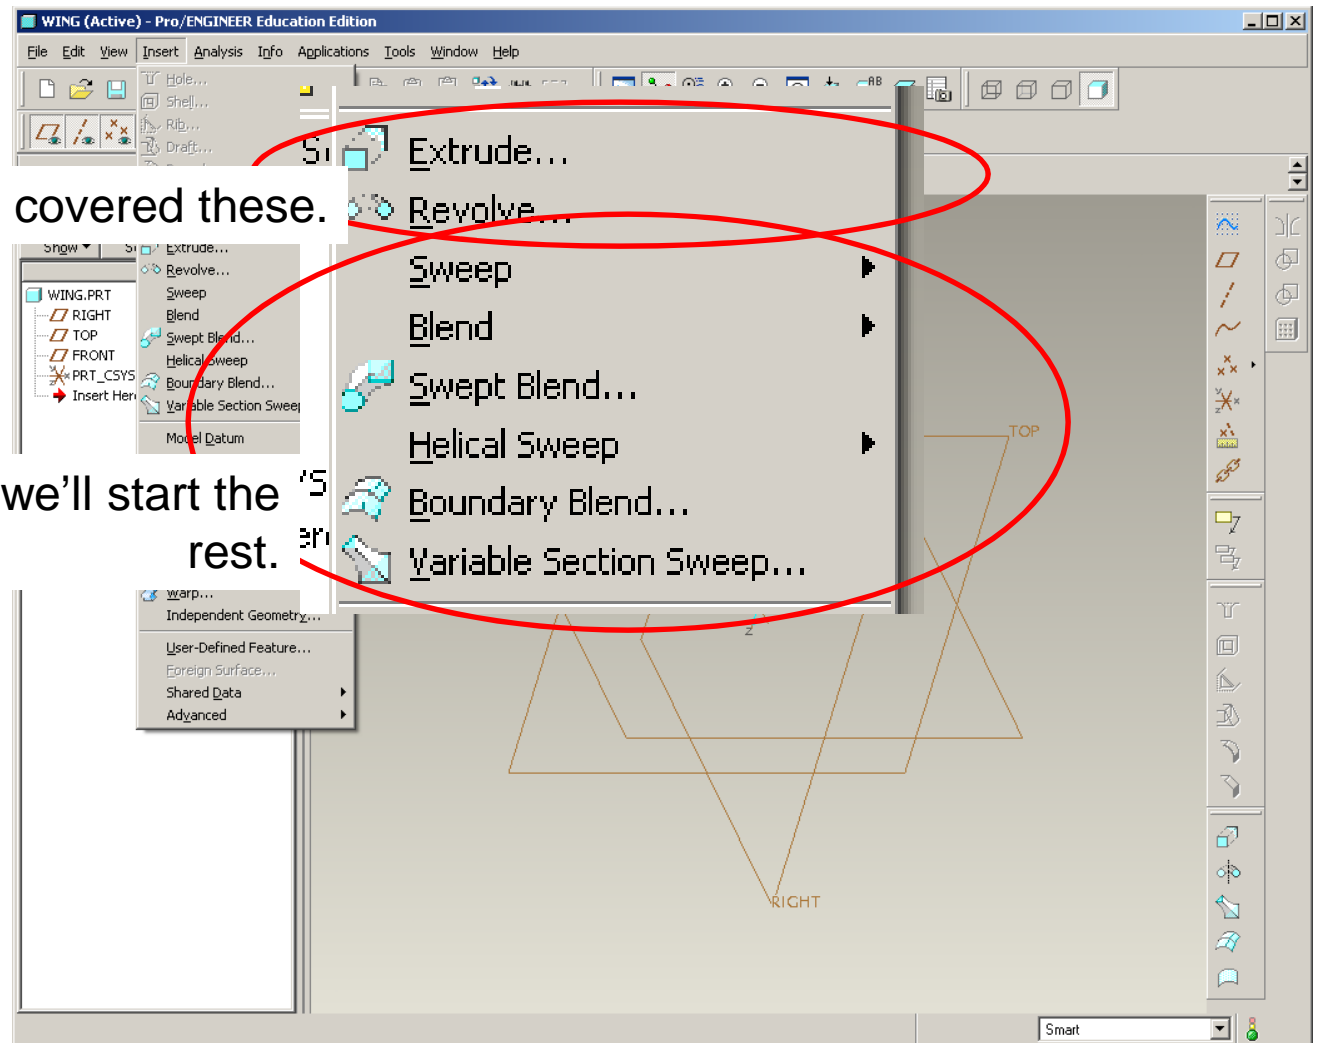 WING (Active) - Pro/ENGINEER Education Edition
File Edit View Insert Analysis Info Applications Tools Window Help
Hole...
Shell...
Rib...
Draft...
covered these.
Extrude...
Revolve...
Sweep
Blend
Swept Blend...
Helical Sweep
Boundary Blend...
Variable Section Sweep...
Show
Extrude...
Revolve...
Sweep
Blend
Swept Blend...
Helical Sweep
Boundary Blend...
Variable Section Sweep
Model Datum
WING.PRT
RIGHT
TOP
FRONT
PRT_CSYS
Insert Here
we'll start the
rest.
Warp...
Independent Geometry...
User-Defined Feature...
Foreign Surface...
Shared Data
Advanced
TOP
Z
RIGHT
Smart